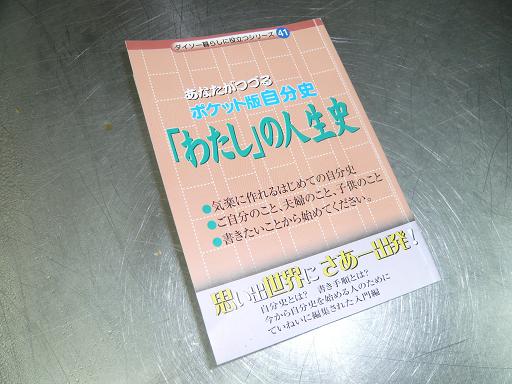 ダイソー暮らしに役立つシリーズ 41
あなたがつづる
ポケット版自分史
「わたし」の人生史
●気楽に作れるはじめての自分史
●ご自分のこと、夫婦のこと、子供のこと
●書きたいことから始めてください。
思い出世界に さあー出発!
自分史とは? 書き手順とは?
今から自分史を始める人のために
ていねいに編集された入門編